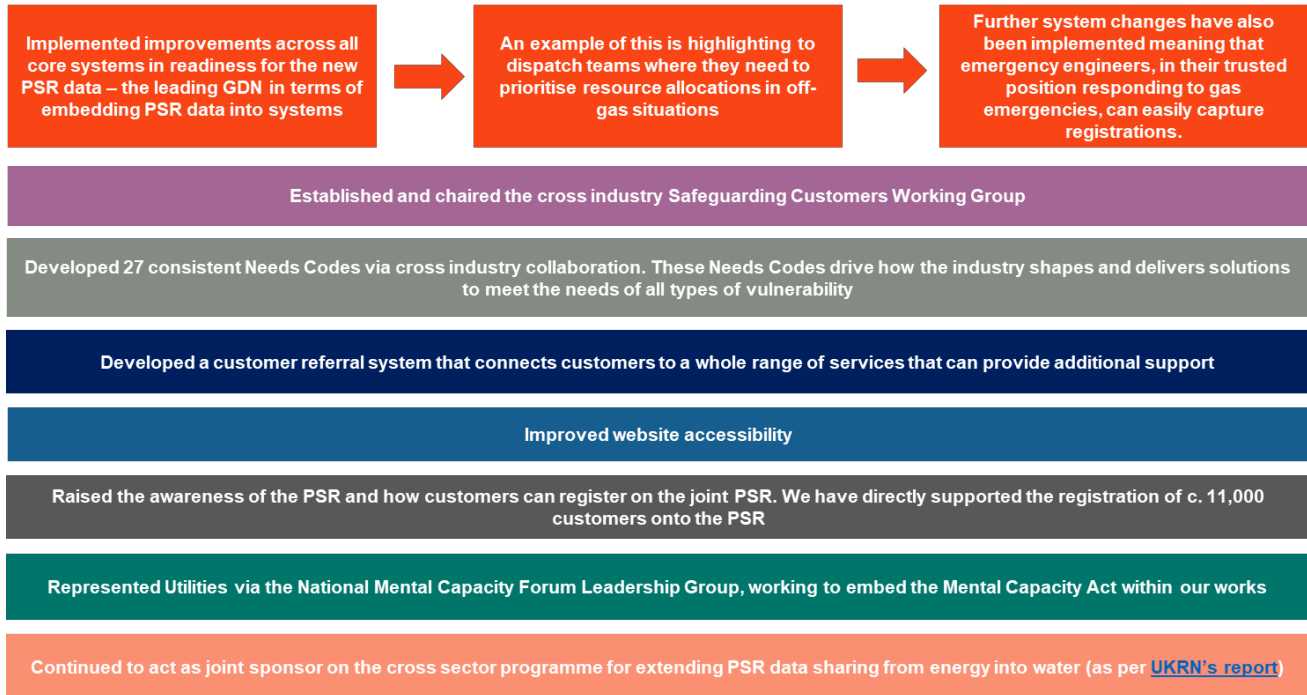 Implemented improvements across all
core systems in readiness for the new
PSR data – the leading GDN in terms of
embedding PSR data into systems
An example of this is highlighting to
dispatch teams where they need to
prioritise resource allocations in off-
gas situations
Further system changes have also
been implemented meaning that
emergency engineers, in their trusted
position responding to gas
emergencies, can easily capture
registrations.
Established and chaired the cross industry Safeguarding Customers Working Group
Developed 27 consistent Needs Codes via cross industry collaboration. These Needs Codes drive how the industry shapes and delivers solutions
to meet the needs of all types of vulnerability
Developed a customer referral system that connects customers to a whole range of services that can provide additional support
Improved website accessibility
Raised the awareness of the PSR and how customers can register on the joint PSR. We have directly supported the registration of c. 11,000
customers onto the PSR
Represented Utilities via the National Mental Capacity Forum Leadership Group, working to embed the Mental Capacity Act within our works
Continued to act as joint sponsor on the cross sector programme for extending PSR data sharing from energy into water (as per UKRN's report)